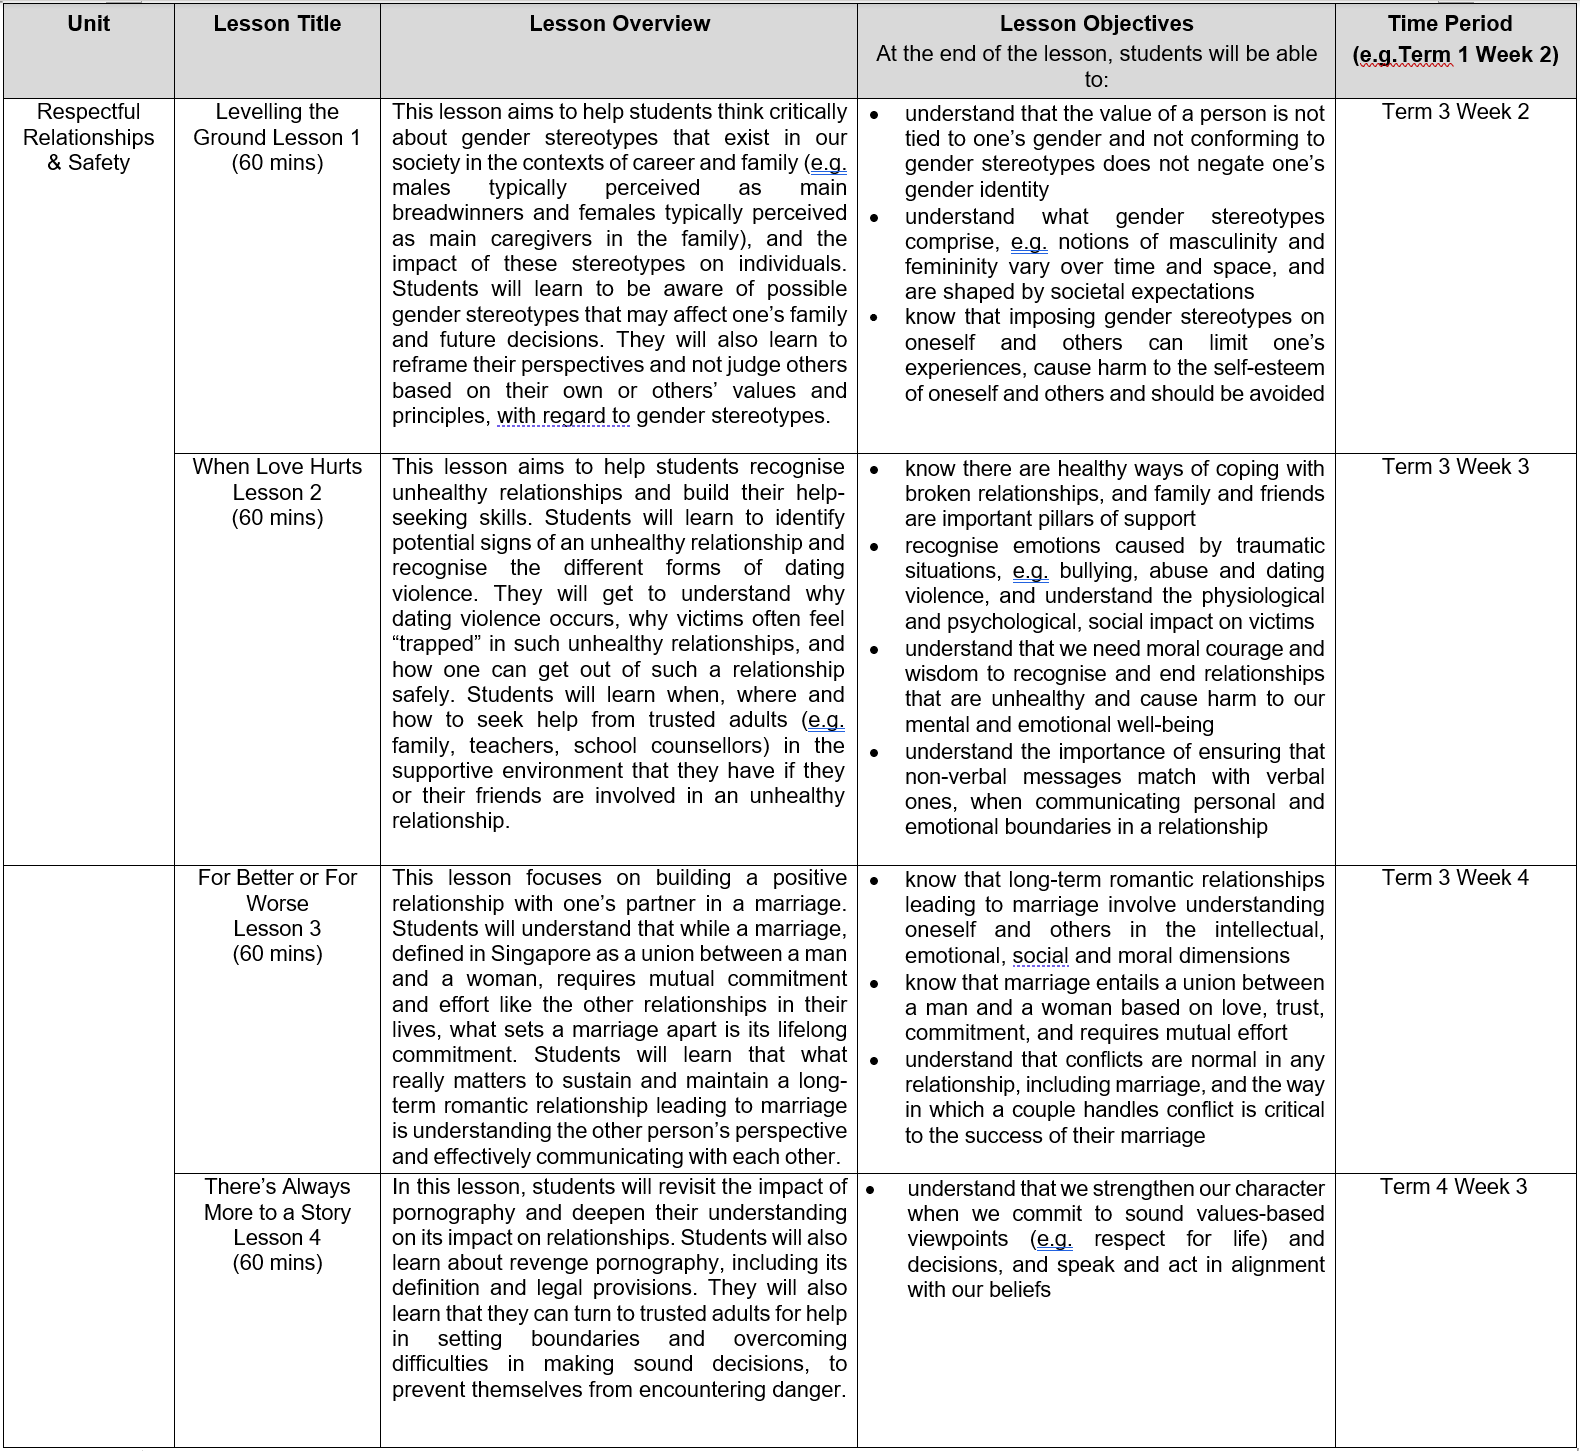 Unit
Lesson Title
Lesson Overview
Lesson Objectives
At the end of the lesson, students will be able
to:
Time Period
(e.g.Term 1 Week 2)
Respectful
Relationships
& Safety
Levelling the
Ground Lesson 1
(60 mins)
This lesson aims to help students think critically
about gender stereotypes that exist in our
society in the contexts of career and family (e.g.
males typically perceived as main
breadwinners and females typically perceived
as main caregivers in the family), and the
impact of these stereotypes on individuals.
Students will learn to be aware of possible
gender stereotypes that may affect one’s family
and future decisions. They will also learn to
reframe their perspectives and not judge others
based on their own or others’ values and
principles, with regard to gender stereotypes.
• understand that the value of a person is not
tied to one’s gender and not conforming to
gender stereotypes does not negate one’s
gender identity
• understand what gender stereotypes
comprise, e.g. notions of masculinity and
femininity vary over time and space, and
are shaped by societal expectations
• know that imposing gender stereotypes on
oneself and others can limit one’s
experiences, cause harm to the self-esteem
of oneself and others and should be avoided
Term 3 Week 2
When Love Hurts
Lesson 2
(60 mins)
This lesson aims to help students recognise
unhealthy relationships and build their help-
seeking skills. Students will learn to identify
potential signs of an unhealthy relationship and
recognise the different forms of dating
violence. They will get to understand why
dating violence occurs, why victims often feel
“trapped” in such unhealthy relationships, and
how one can get out of such a relationship
safely. Students will learn when, where and
how to seek help from trusted adults (e.g.
family, teachers, school counsellors) in the
supportive environment that they have if they
or their friends are involved in an unhealthy
relationship.
• know there are healthy ways of coping with
broken relationships, and family and friends
are important pillars of support
• recognise emotions caused by traumatic
situations, e.g. bullying, abuse and dating
violence, and understand the physiological
and psychological, social impact on victims
• understand that we need moral courage and
wisdom to recognise and end relationships
that are unhealthy and cause harm to our
mental and emotional well-being
• understand the importance of ensuring that
non-verbal messages match with verbal
ones, when communicating personal and
emotional boundaries in a relationship
Term 3 Week 3
For Better or For
Worse
Lesson 3
(60 mins)
This lesson focuses on building a positive
relationship with one’s partner in a marriage.
Students will understand that while a marriage,
defined in Singapore as a union between a man
and a woman, requires mutual commitment
and effort like the other relationships in their
lives, what sets a marriage apart is its lifelong
commitment. Students will learn that what
really matters to sustain and maintain a long-
term romantic relationship leading to marriage
is understanding the other person’s perspective
and effectively communicating with each other.
• know that long-term romantic relationships
leading to marriage involve understanding
oneself and others in the intellectual,
emotional, social and moral dimensions
• know that marriage entails a union between
a man and a woman based on love, trust,
commitment, and requires mutual effort
• understand that conflicts are normal in any
relationship, including marriage, and the way
in which a couple handles conflict is critical
to the success of their marriage
Term 3 Week 4
There’s Always
More to a Story
Lesson 4
(60 mins)
In this lesson, students will revisit the impact of
pornography and deepen their understanding
on its impact on relationships. Students will also
learn about revenge pornography, including its
definition and legal provisions. They will also
learn that they can turn to trusted adults for help
in setting boundaries and overcoming
difficulties in making sound decisions, to
prevent themselves from encountering danger.
• understand that we strengthen our character
when we commit to sound values-based
viewpoints (e.g. respect for life) and
decisions, and speak and act in alignment
with our beliefs
Term 4 Week 3